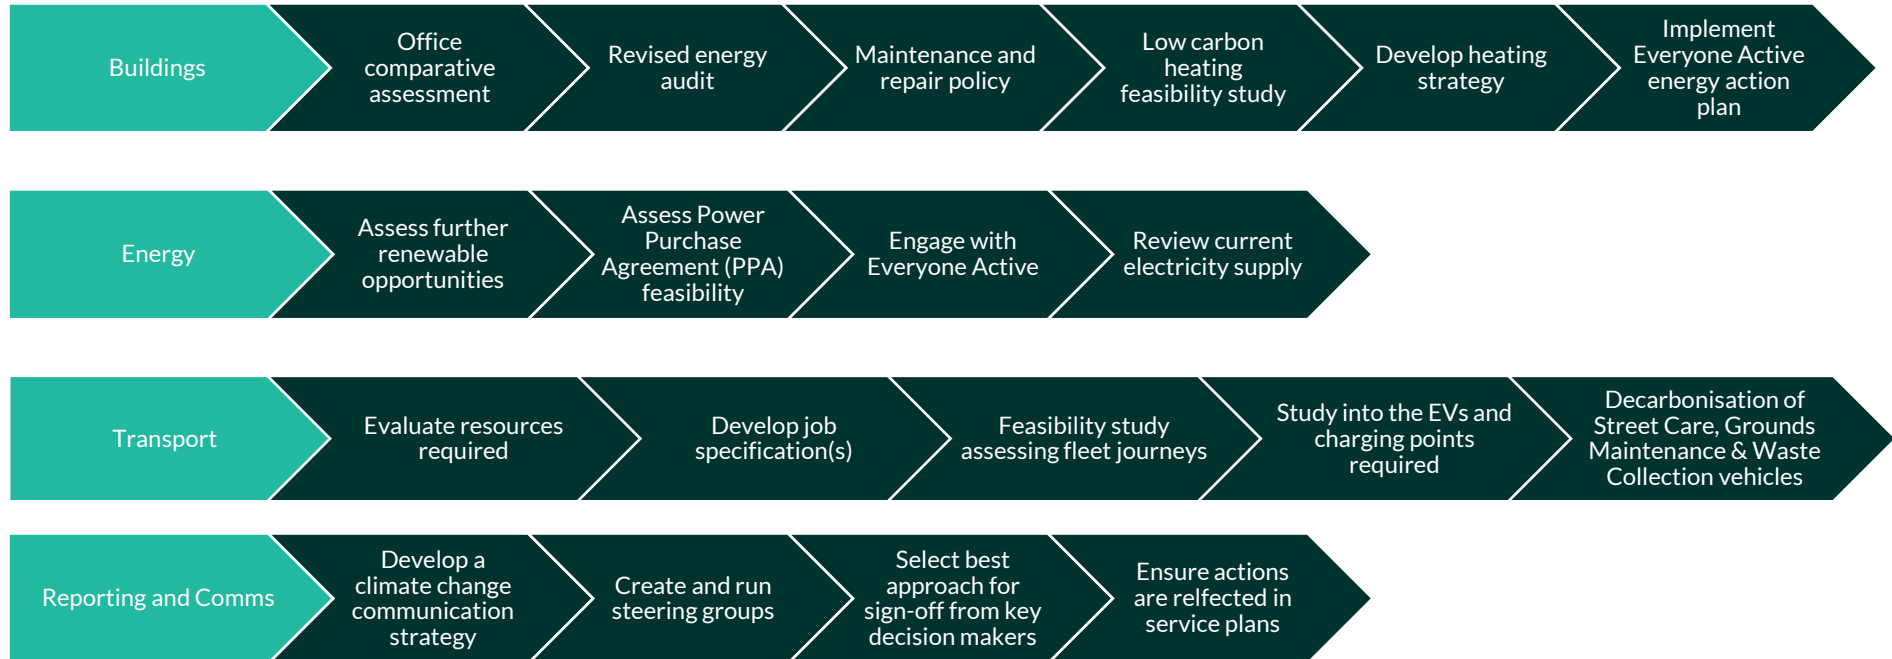 Buildings
Office
comparative
assessment
Revised energy
audit
Maintenance and
repair policy
Low carbon
heating
feasibility study
Develop heating
strategy
Implement
Everyone Active
energy action
plan
Energy
Assess further
renewable
opportunities
Assess Power
Purchase
Agreement (PPA)
feasibility
Engage with
Everyone Active
Review current
electricity supply
Transport
Evaluate resources
required
Develop job
specification(s)
Feasibility study
assessing fleet journeys
Study into the EVs and
charging points
required
Decarbonisation of
Street Care, Grounds
Maintenance & Waste
Collection vehicles
Reporting and Comms
Develop a
climate change
communication
strategy
Create and run
steering groups
Select best
approach for
sign-off from key
decision makers
Ensure actions
are relfected in
service plans